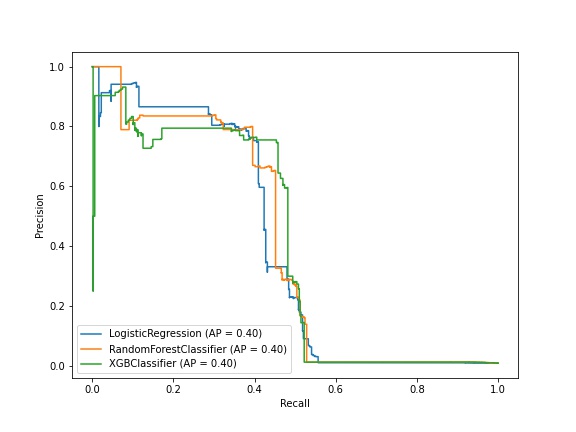 1.0
0.8
0.6
0.4
0.2
0.0
Precision
LogisticRegression (AP = 0.40)
RandomForestClassifier (AP = 0.40)
XGBClassifier (AP = 0.40)
0.0 0.2 0.4 0.6 0.8 1.0
Recall